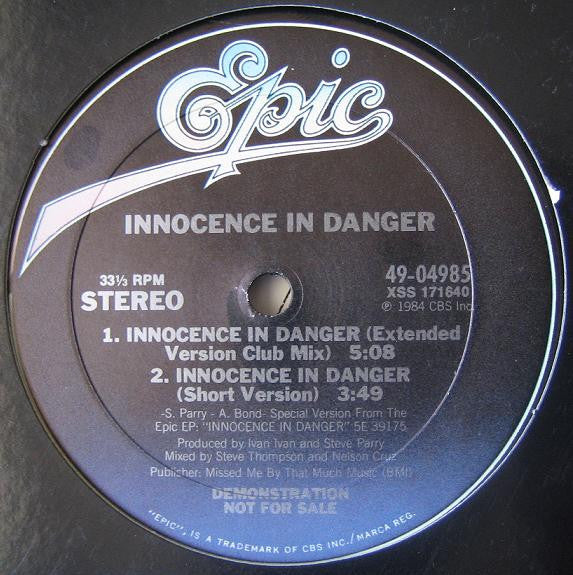 Epic
INNOCENCE IN DANGER
33⅓ RPM
STEREO
49-04985
XSS 171640
℗ 1984 CBS Inc.
1. INNOCENCE IN DANGER (Extended
Version Club Mix) 5:08
2. INNOCENCE IN DANGER
(Short Version) 3:49
-S. Parry - A. Bond- Special Version From The
Epic EP: "INNOCENCE IN DANGER" 5E 39175
Produced by Ivan Ivan and Steve Parry
Mixed by Steve Thompson and Nelson Cruz
Publisher: Missed Me By That Much Music (BMI)
DEMONSTRATION
NOT FOR SALE
"EPIC", IS A TRADEMARK OF CBS INC./MARCA REG.